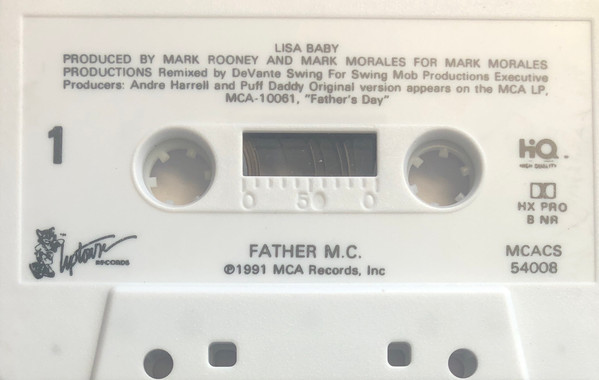 LISA BABY
PRODUCED BY MARK ROONEY AND MARK MORALES FOR MARK MORALES
PRODUCTIONS Remixed by DeVante Swing For Swing Mob Productions Executive
Producers: Andre Harrell and Puff Daddy Original version appears on the MCA LP,
MCA-10061, "Father's Day"
1
HiQ
HIGH QUALITY
0 50 0
HX PRO
B NR
Uptown
RECORDS
FATHER M.C.
℗1991 MCA Records, Inc
MCACS
54008